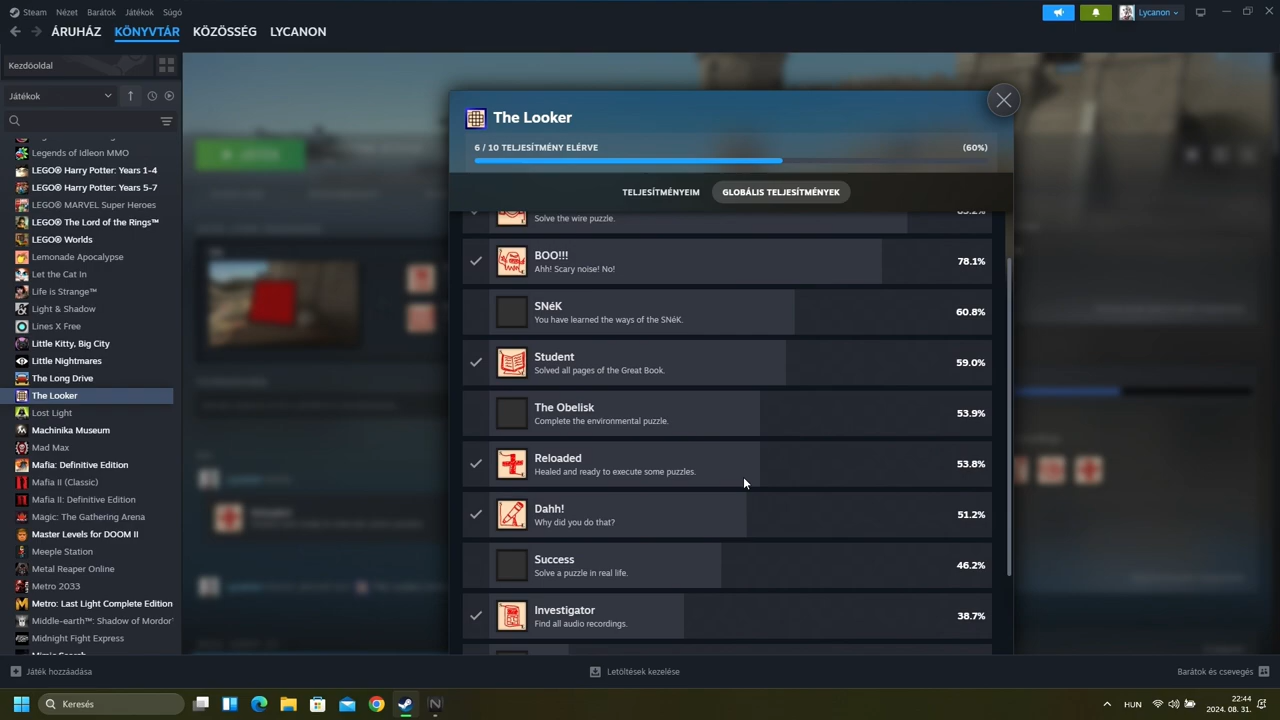 Steam Nézet Barátok Játékok Súgó
Lycanon
ÁRUHÁZ KÖNYVTÁR KÖZÖSSÉG LYCANON
Kezdőoldal
Játékok
Legends of Idleon MMO
LEGO® Harry Potter: Years 1-4
LEGO® Harry Potter: Years 5-7
LEGO® MARVEL Super Heroes
LEGO® The Lord of the Rings™
LEGO® Worlds
Lemonade Apocalypse
Let the Cat In
Life is Strange™
Light & Shadow
Lines X Free
Little Kitty, Big City
Little Nightmares
The Long Drive
The Looker
Lost Light
Machinika Museum
Mad Max
Mafia: Definitive Edition
Mafia II (Classic)
Mafia II: Definitive Edition
Magic: The Gathering Arena
Master Levels for DOOM II
Meeple Station
Metal Reaper Online
Metro 2033
Metro: Last Light Complete Edition
Middle-earth™: Shadow of Mordor
Midnight Fight Express
The Looker
6 / 10 TELJESÍTMÉNY ELÉRVE (60%)
TELJESÍTMÉNYEIM GLOBÁLIS TELJESÍTMÉNYEK
Solve the wire puzzle.
BOO!!!
Ahh! Scary noise! No!
78.1%
SNéK
You have learned the ways of the SNéK.
60.8%
Student
Solved all pages of the Great Book.
59.0%
The Obelisk
Complete the environmental puzzle.
53.9%
Reloaded
Healed and ready to execute some puzzles.
53.8%
Dahh!
Why did you do that?
51.2%
Success
Solve a puzzle in real life.
46.2%
Investigator
Find all audio recordings.
38.7%
Játék hozzáadása
Letöltések kezelése
Barátok és csevegés
Keresés
HUN
22:44
2024. 08. 31.